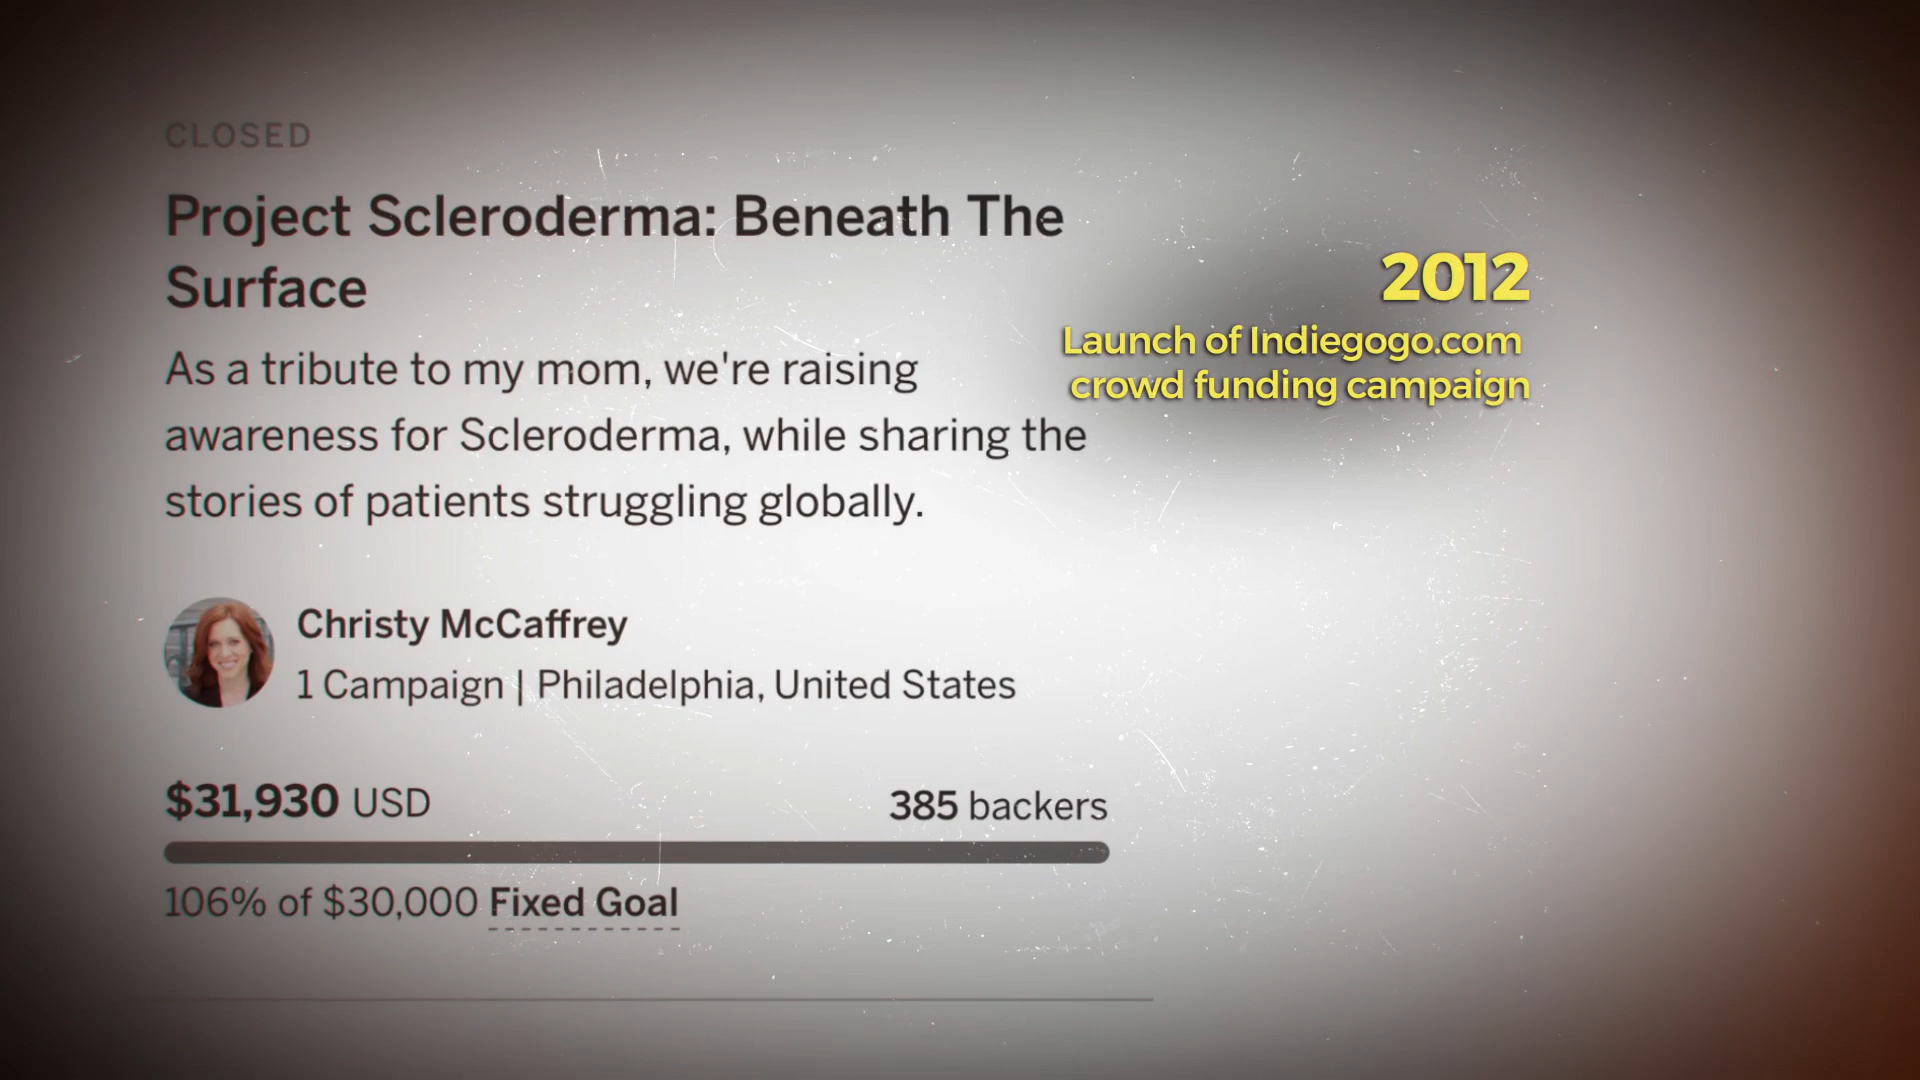 CLOSED
Project Scleroderma: Beneath The
Surface
As a tribute to my mom, we're raising
awareness for Scleroderma, while sharing the
stories of patients struggling globally.
Christy McCaffrey
1 Campaign | Philadelphia, United States
$31,930 USD
385 backers
106% of $30,000 Fixed Goal
2012
Launch of Indiegogo.com
crowd funding campaign